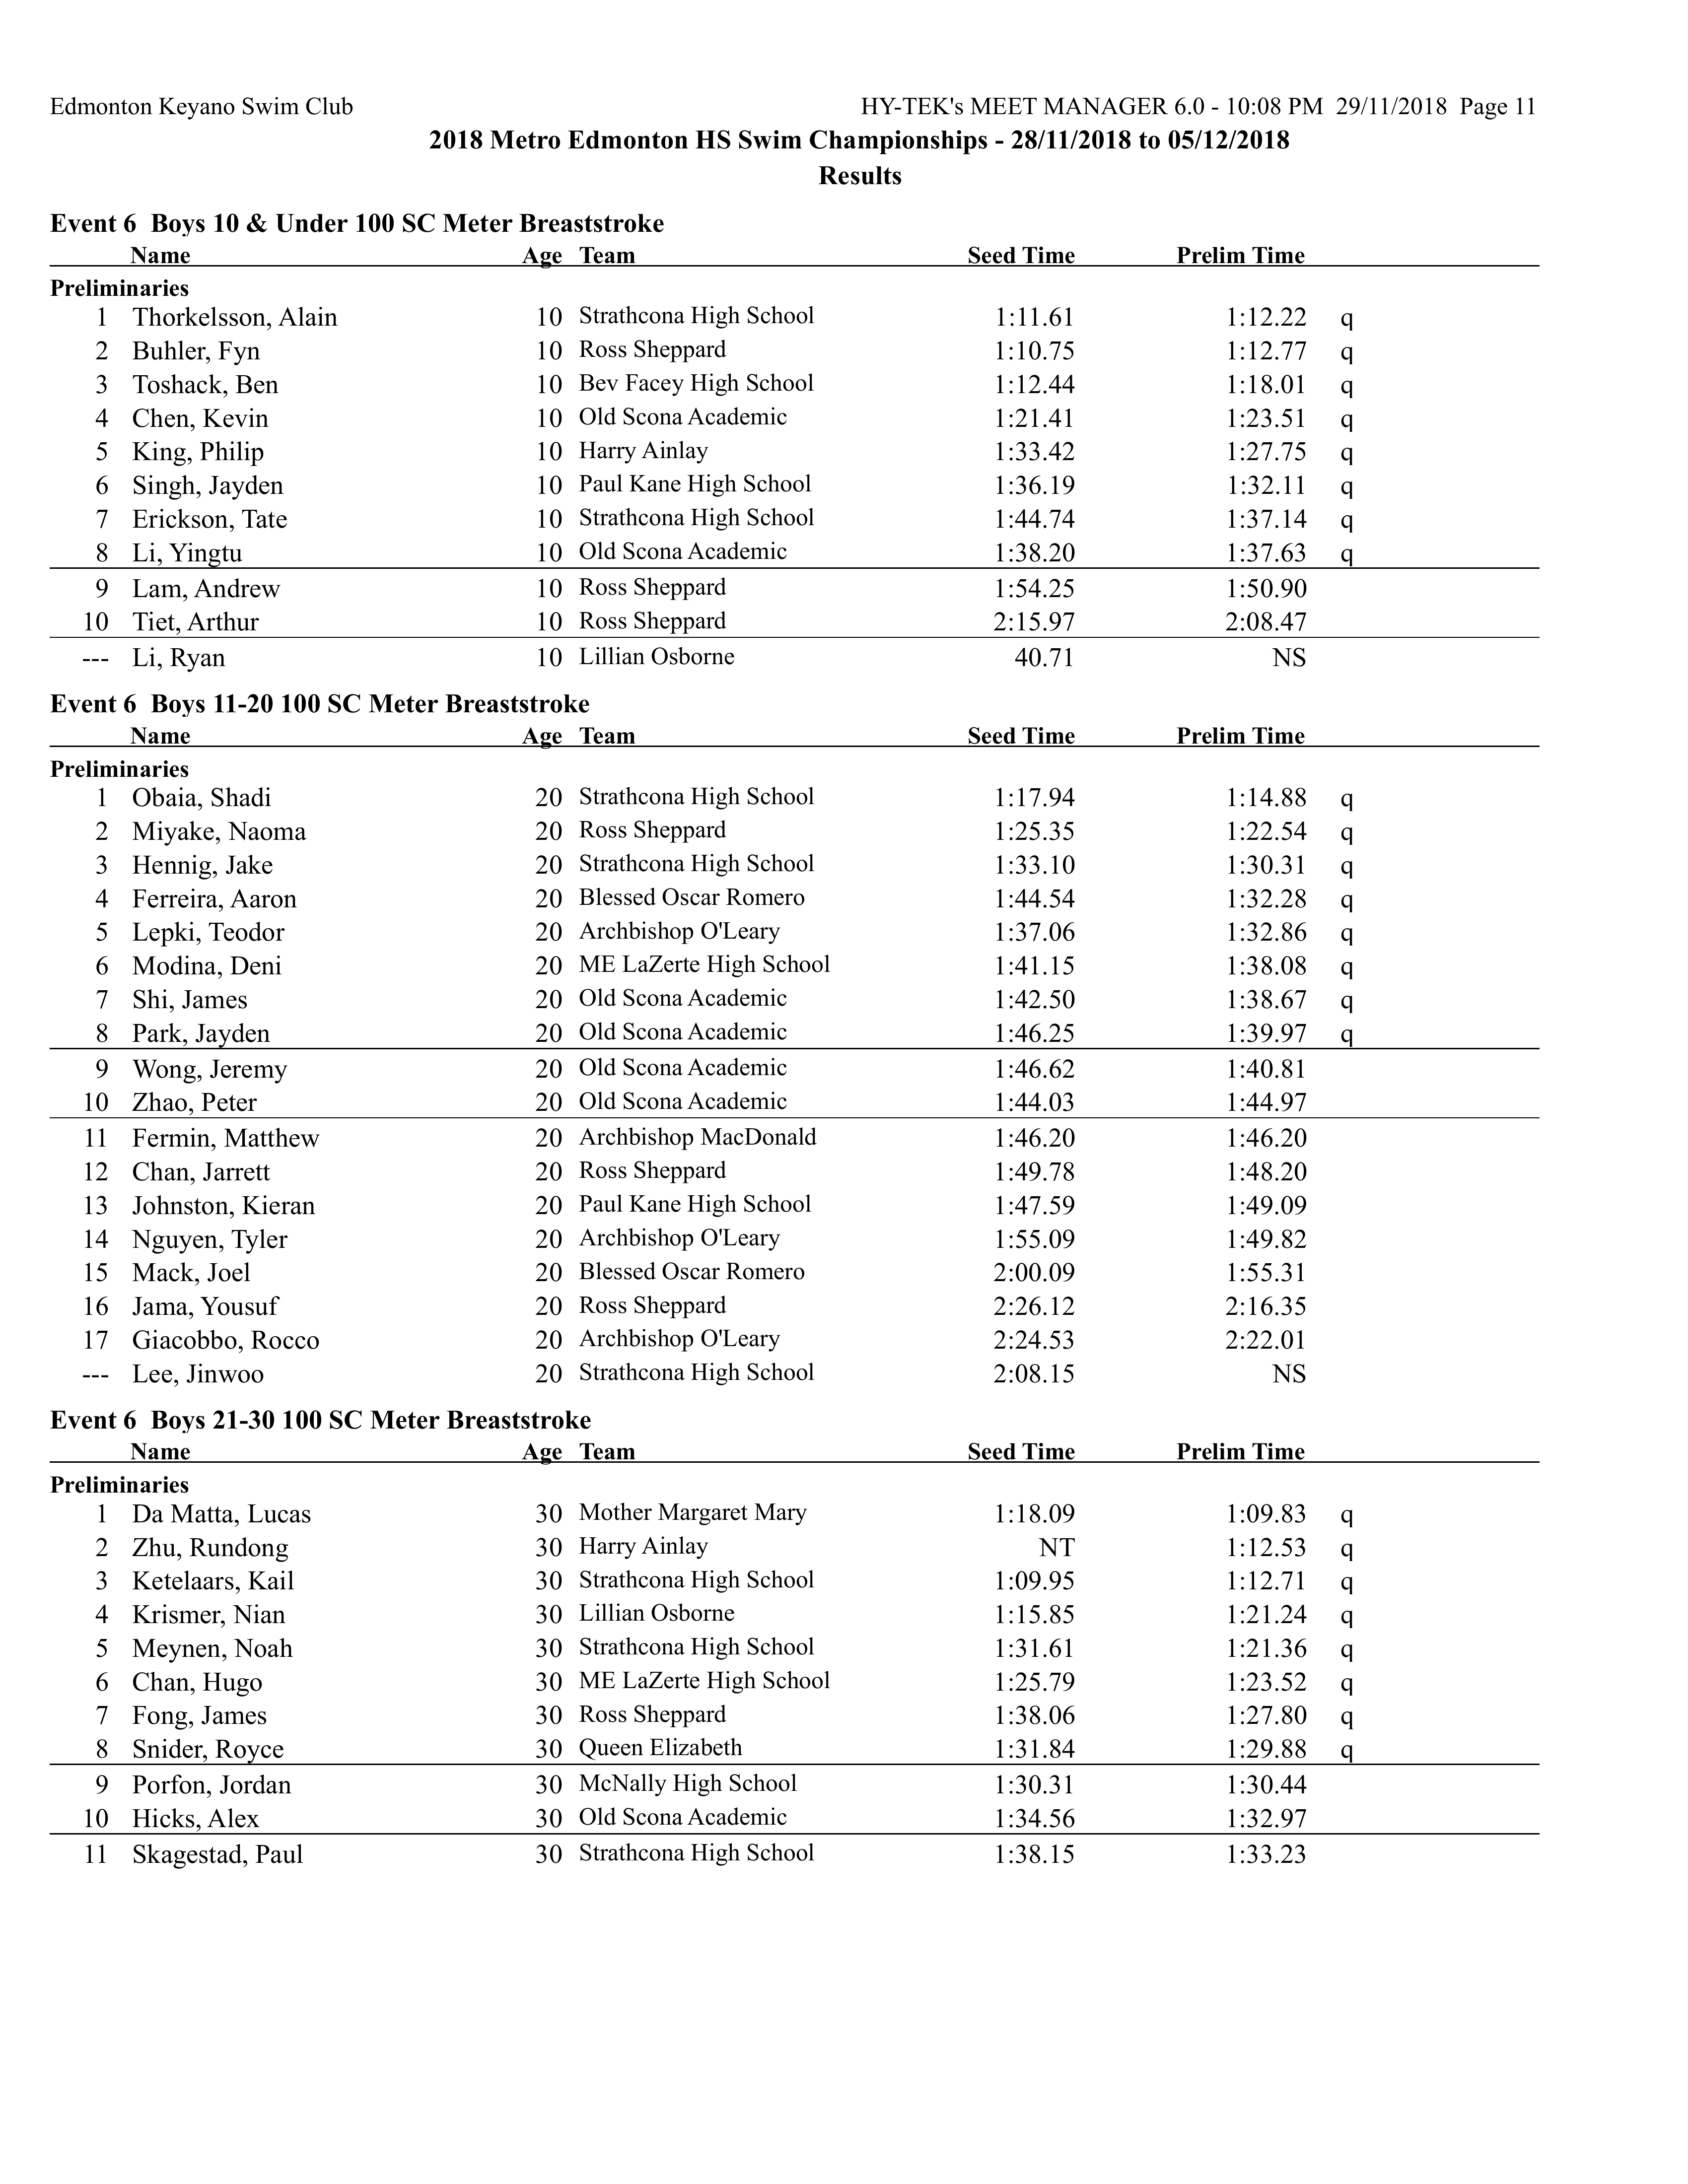 Edmonton Keyano Swim Club HY-TEK's MEET MANAGER 6.0 - 10:08 PM 29/11/2018 Page 11
2018 Metro Edmonton HS Swim Championships - 28/11/2018 to 05/12/2018
Results
Event 6 Boys 10 & Under 100 SC Meter Breaststroke
Name Age Team Seed Time Prelim Time
Preliminaries
1 Thorkelsson, Alain 10 Strathcona High School 1:11.61 1:12.22 q
2 Buhler, Fyn 10 Ross Sheppard 1:10.75 1:12.77 q
3 Toshack, Ben 10 Bev Facey High School 1:12.44 1:18.01 q
4 Chen, Kevin 10 Old Scona Academic 1:21.41 1:23.51 q
5 King, Philip 10 Harry Ainlay 1:33.42 1:27.75 q
6 Singh, Jayden 10 Paul Kane High School 1:36.19 1:32.11 q
7 Erickson, Tate 10 Strathcona High School 1:44.74 1:37.14 q
8 Li, Yingtu 10 Old Scona Academic 1:38.20 1:37.63 q
9 Lam, Andrew 10 Ross Sheppard 1:54.25 1:50.90
10 Tiet, Arthur 10 Ross Sheppard 2:15.97 2:08.47
--- Li, Ryan 10 Lillian Osborne 40.71 NS
Event 6 Boys 11-20 100 SC Meter Breaststroke
Name Age Team Seed Time Prelim Time
Preliminaries
1 Obaia, Shadi 20 Strathcona High School 1:17.94 1:14.88 q
2 Miyake, Naoma 20 Ross Sheppard 1:25.35 1:22.54 q
3 Hennig, Jake 20 Strathcona High School 1:33.10 1:30.31 q
4 Ferreira, Aaron 20 Blessed Oscar Romero 1:44.54 1:32.28 q
5 Lepki, Teodor 20 Archbishop O'Leary 1:37.06 1:32.86 q
6 Modina, Deni 20 ME LaZerte High School 1:41.15 1:38.08 q
7 Shi, James 20 Old Scona Academic 1:42.50 1:38.67 q
8 Park, Jayden 20 Old Scona Academic 1:46.25 1:39.97 q
9 Wong, Jeremy 20 Old Scona Academic 1:46.62 1:40.81
10 Zhao, Peter 20 Old Scona Academic 1:44.03 1:44.97
11 Fermin, Matthew 20 Archbishop MacDonald 1:46.20 1:46.20
12 Chan, Jarrett 20 Ross Sheppard 1:49.78 1:48.20
13 Johnston, Kieran 20 Paul Kane High School 1:47.59 1:49.09
14 Nguyen, Tyler 20 Archbishop O'Leary 1:55.09 1:49.82
15 Mack, Joel 20 Blessed Oscar Romero 2:00.09 1:55.31
16 Jama, Yousuf 20 Ross Sheppard 2:26.12 2:16.35
17 Giacobbo, Rocco 20 Archbishop O'Leary 2:24.53 2:22.01
--- Lee, Jinwoo 20 Strathcona High School 2:08.15 NS
Event 6 Boys 21-30 100 SC Meter Breaststroke
Name Age Team Seed Time Prelim Time
Preliminaries
1 Da Matta, Lucas 30 Mother Margaret Mary 1:18.09 1:09.83 q
2 Zhu, Rundong 30 Harry Ainlay NT 1:12.53 q
3 Ketelaars, Kail 30 Strathcona High School 1:09.95 1:12.71 q
4 Krismer, Nian 30 Lillian Osborne 1:15.85 1:21.24 q
5 Meynen, Noah 30 Strathcona High School 1:31.61 1:21.36 q
6 Chan, Hugo 30 ME LaZerte High School 1:25.79 1:23.52 q
7 Fong, James 30 Ross Sheppard 1:38.06 1:27.80 q
8 Snider, Royce 30 Queen Elizabeth 1:31.84 1:29.88 q
9 Porfon, Jordan 30 McNally High School 1:30.31 1:30.44
10 Hicks, Alex 30 Old Scona Academic 1:34.56 1:32.97
11 Skagestad, Paul 30 Strathcona High School 1:38.15 1:33.23